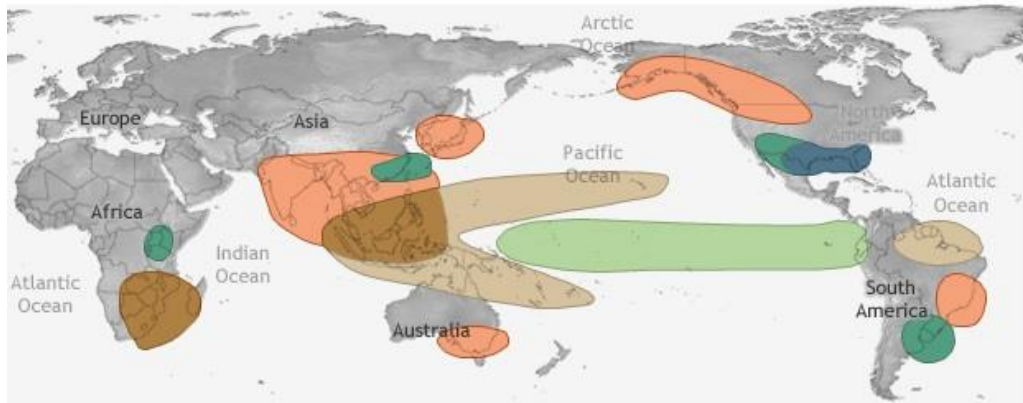 Arctic
Ocean
North
America
Europe
Asia
Pacific
Ocean
Atlantic
Ocean
Africa
Indian
Ocean
Atlantic
Ocean
South
America
Australia